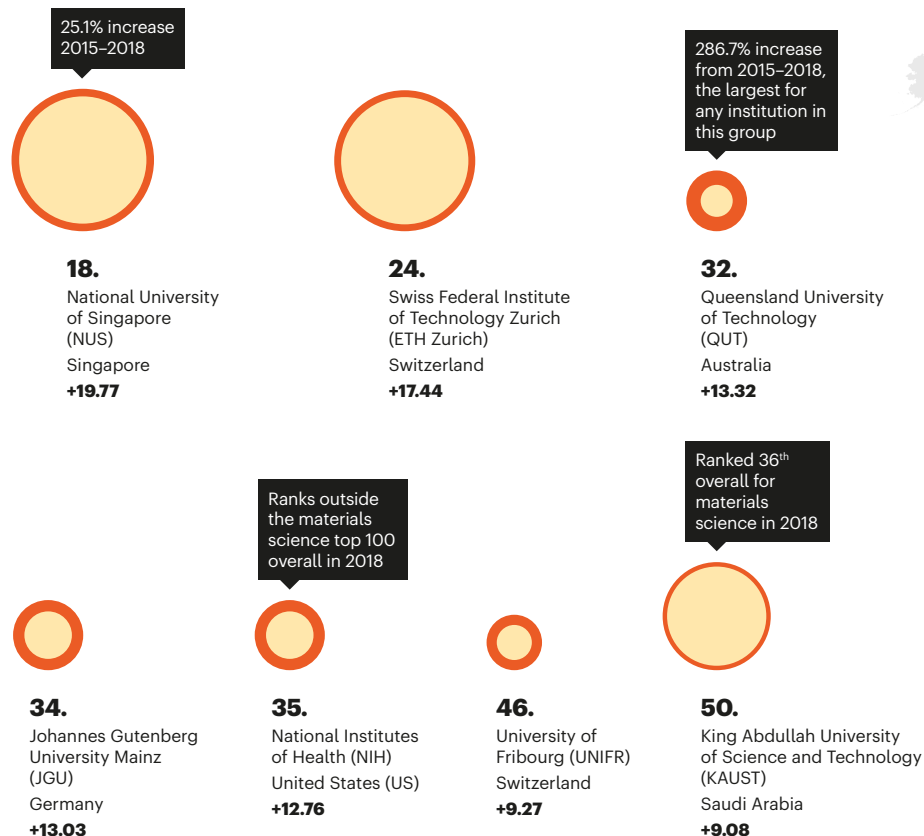 25.1% increase
2015–2018
286.7% increase
from 2015–2018,
the largest for
any institution in
this group
18.
National University
of Singapore
(NUS)
Singapore
+19.77
24.
Swiss Federal Institute
of Technology Zurich
(ETH Zurich)
Switzerland
+17.44
32.
Queensland University
of Technology
(QUT)
Australia
+13.32
Ranks outside
the materials
science top 100
overall in 2018
Ranked 36th
overall for
materials
science in 2018
34.
Johannes Gutenberg
University Mainz
(JGU)
Germany
+13.03
35.
National Institutes
of Health (NIH)
United States (US)
+12.76
46.
University of
Fribourg (UNIFR)
Switzerland
+9.27
50.
King Abdullah University
of Science and Technology
(KAUST)
Saudi Arabia
+9.08